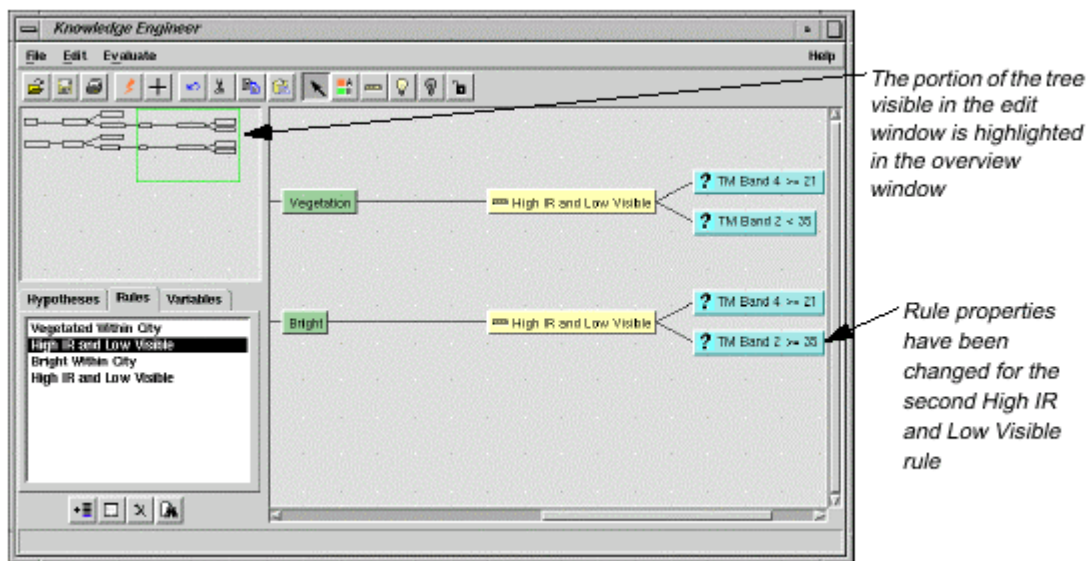 Knowledge Engineer
File Edit Evaluate Help
The portion of the tree
visible in the edit
window is highlighted
in the overview
window
Vegetation
High IR and Low Visible
? TM Band 4 >= 21
? TM Band 2 < 35
Hypotheses Rules Variables
Vegetated Within City
High IR and Low Visible
Bright Within City
High IR and Low Visible
Bright
High IR and Low Visible
? TM Band 4 >= 21
? TM Band 2 >= 35
Rule properties
have been
changed for the
second High IR
and Low Visible
rule